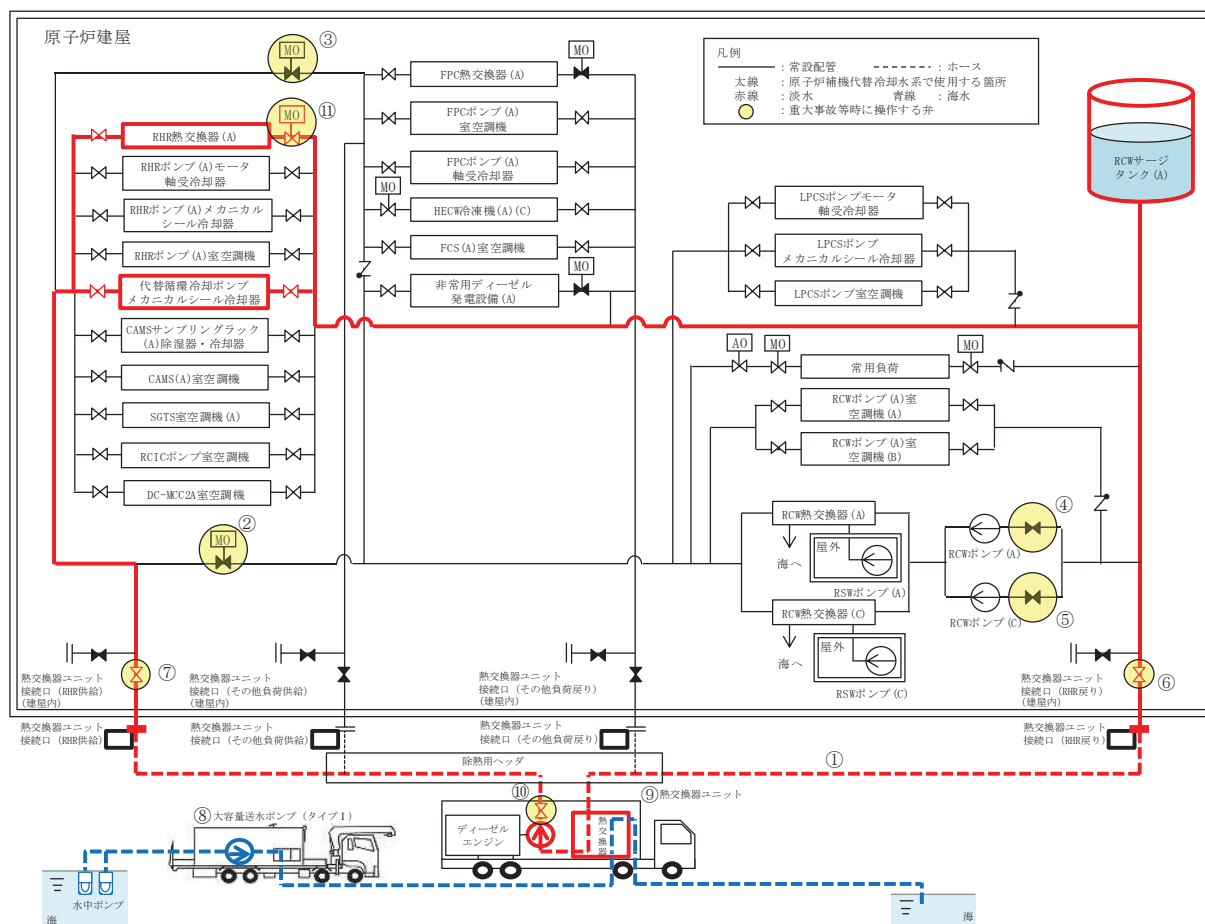 原子炉建屋
③
MO
⑪
MO
RHR熱交換器(A)
RHRポンプ(A)モータ
軸受冷却器
RHRポンプ(A)メカニカル
シール冷却器
RHRポンプ(A)室空調機
代替循環冷却ポンプ
メカニカルシール冷却器
CAMSサンプリングラック
(A)除湿器・冷却器
CAMS(A)室空調機
SGTS室空調機(A)
RCICポンプ室空調機
DC-MCC2A室空調機
②
MO
MO
FPC熱交換器(A)
FPCポンプ(A)
室空調機
FPCポンプ(A)
軸受冷却器
MO
HECW冷凍機(A)(C)
FCS(A)室空調機
MO
非常用ディーゼル
発電設備(A)
凡例
:常設配管 :ホース
太線 :原子炉補機代替冷却水系で使用する箇所
赤線 :淡水 青線 :海水
:重大事故等時に操作する弁
RCWサージ
タンク(A)
LPCSポンプモータ
軸受冷却器
LPCSポンプ
メカニカルシール冷却器
LPCSポンプ室空調機
AO
MO
MO
常用負荷
RCWポンプ(A)室
空調機(A)
RCWポンプ(A)室
空調機(B)
RCW熱交換器(A)
海へ
屋外
RSWポンプ(A)
RCW熱交換器(C)
海へ
屋外
RSWポンプ(C)
④
RCWポンプ(A)
⑤
RCWポンプ(C)
熱交換器ユニット
接続口(RHR供給)
(建屋内)
⑦
熱交換器ユニット
接続口(その他負荷供給)
(建屋内)
熱交換器ユニット
接続口(その他負荷戻り)
(建屋内)
熱交換器ユニット
接続口(RHR戻り)
(建屋内)
⑥
熱交換器ユニット
接続口(RHR供給)
熱交換器ユニット
接続口(その他負荷供給)
熱交換器ユニット
接続口(その他負荷戻り)
熱交換器ユニット
接続口(RHR戻り)
除熱用ヘッダ
①
⑧大容量送水ポンプ(タイプⅠ)
⑩
⑨熱交換器ユニット
ディーゼル
エンジン
熱交換器
水中ポンプ
海
海